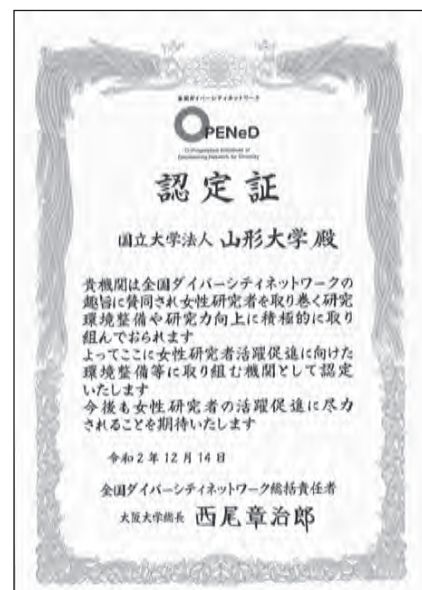 全国ダイバーシティネットワーク
OPENeD
認定証
国立大学法人 山形大学 殿
貴機関は全国ダイバーシティネットワークの
趣旨に賛同され女性研究者を取り巻く研究
環境整備や研究力向上に積極的に取り
組んでおられます
よってここに女性研究者活躍促進に向けた
環境整備等に取り組む機関として認定
いたします
今後も女性研究者の活躍促進に尽力
されることを期待いたします
令和2年12月14日
全国ダイバーシティネットワーク総括責任者
大阪大学総長 西尾章治郎